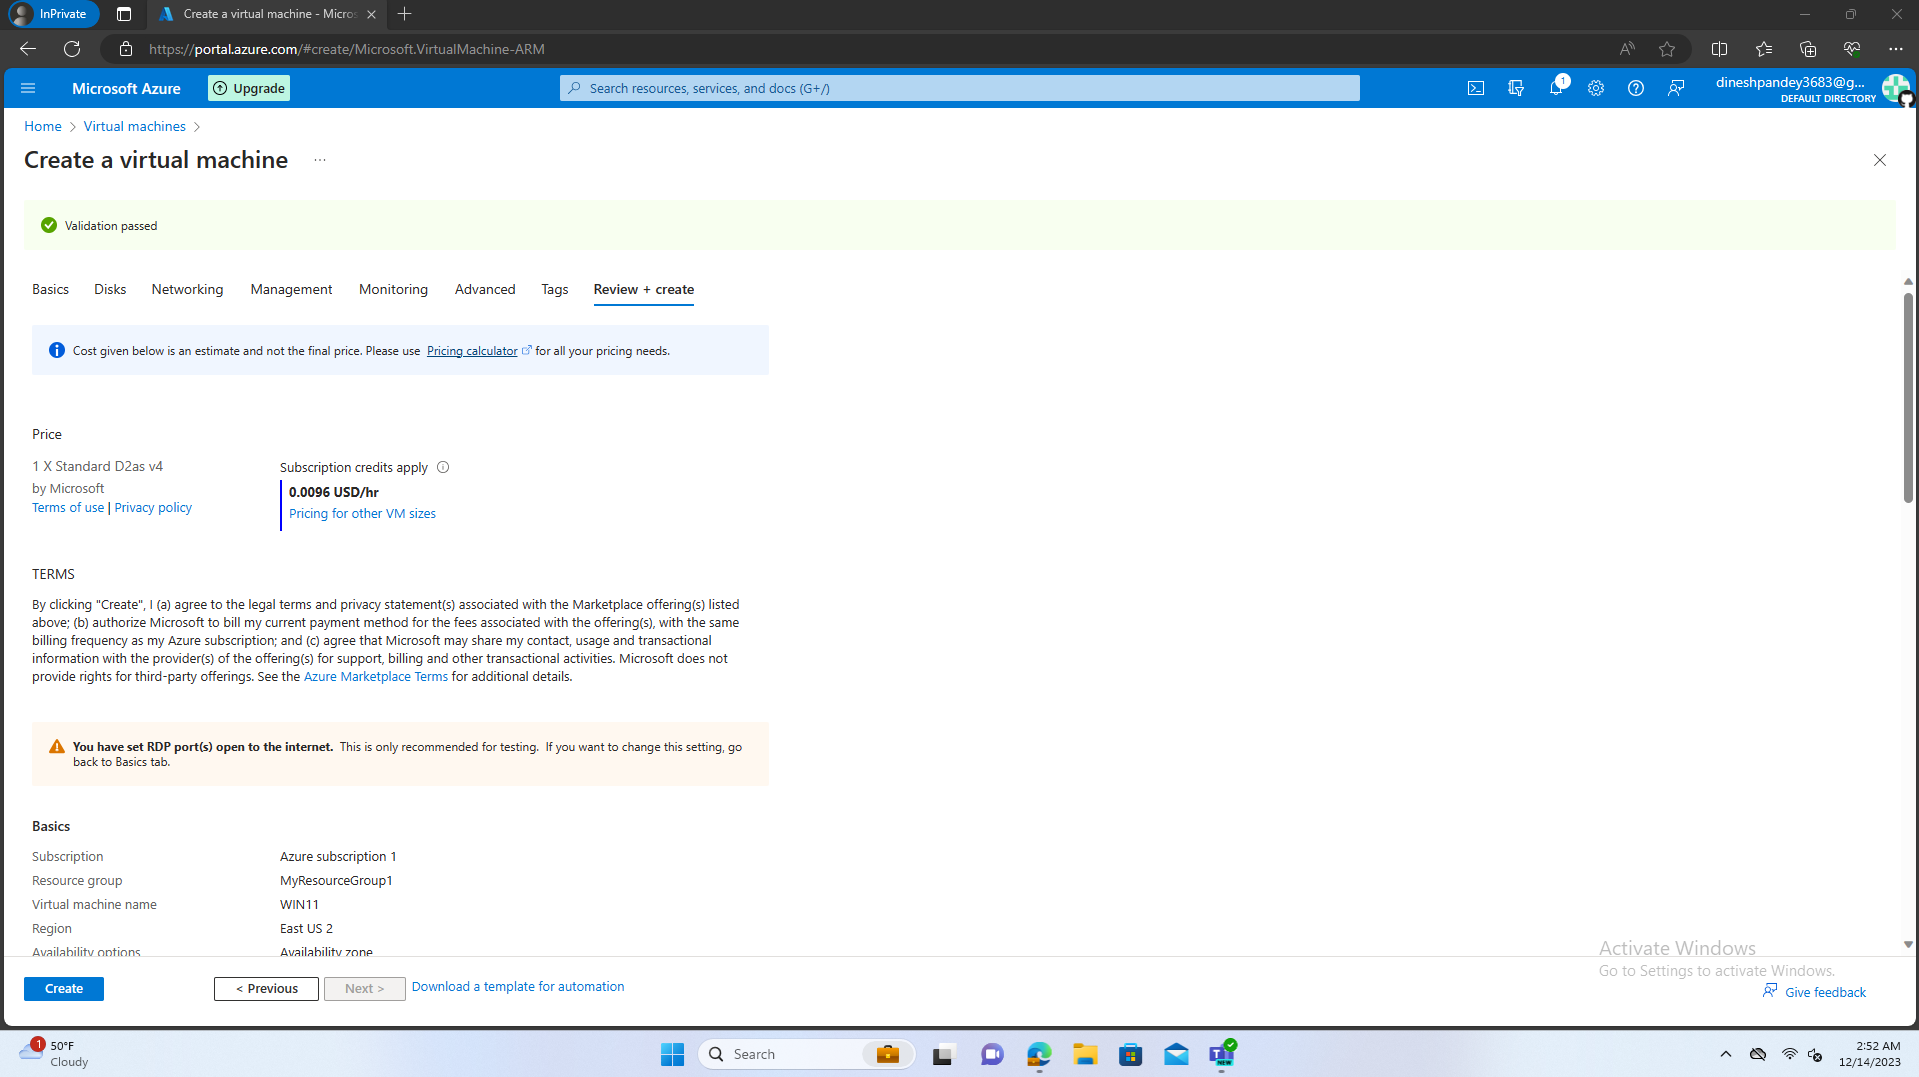 InPrivate
Create a virtual machine - Micros
https://portal.azure.com/#create/Microsoft.VirtualMachine-ARM
Microsoft Azure
Upgrade
Search resources, services, and docs (G+/)
1
dineshpandey3683@g...
DEFAULT DIRECTORY
Home > Virtual machines >
Create a virtual machine ...
Validation passed
Basics Disks Networking Management Monitoring Advanced Tags Review + create
Cost given below is an estimate and not the final price. Please use Pricing calculator for all your pricing needs.
Price
1 X Standard D2as v4
by Microsoft
Terms of use | Privacy policy
Subscription credits apply
0.0096 USD/hr
Pricing for other VM sizes
TERMS
By clicking "Create", I (a) agree to the legal terms and privacy statement(s) associated with the Marketplace offering(s) listed
above; (b) authorize Microsoft to bill my current payment method for the fees associated with the offering(s), with the same
billing frequency as my Azure subscription; and (c) agree that Microsoft may share my contact, usage and transactional
information with the provider(s) of the offering(s) for support, billing and other transactional activities. Microsoft does not
provide rights for third-party offerings. See the Azure Marketplace Terms for additional details.
You have set RDP port(s) open to the internet. This is only recommended for testing. If you want to change this setting, go
back to Basics tab.
Basics
Subscription Azure subscription 1
Resource group MyResourceGroup1
Virtual machine name WIN11
Region East US 2
Availability options Availability zone
Activate Windows
Go to Settings to activate Windows.
Create
< Previous
Next >
Download a template for automation
Give feedback
1
50°F
Cloudy
Search
NEW
2:52 AM
12/14/2023